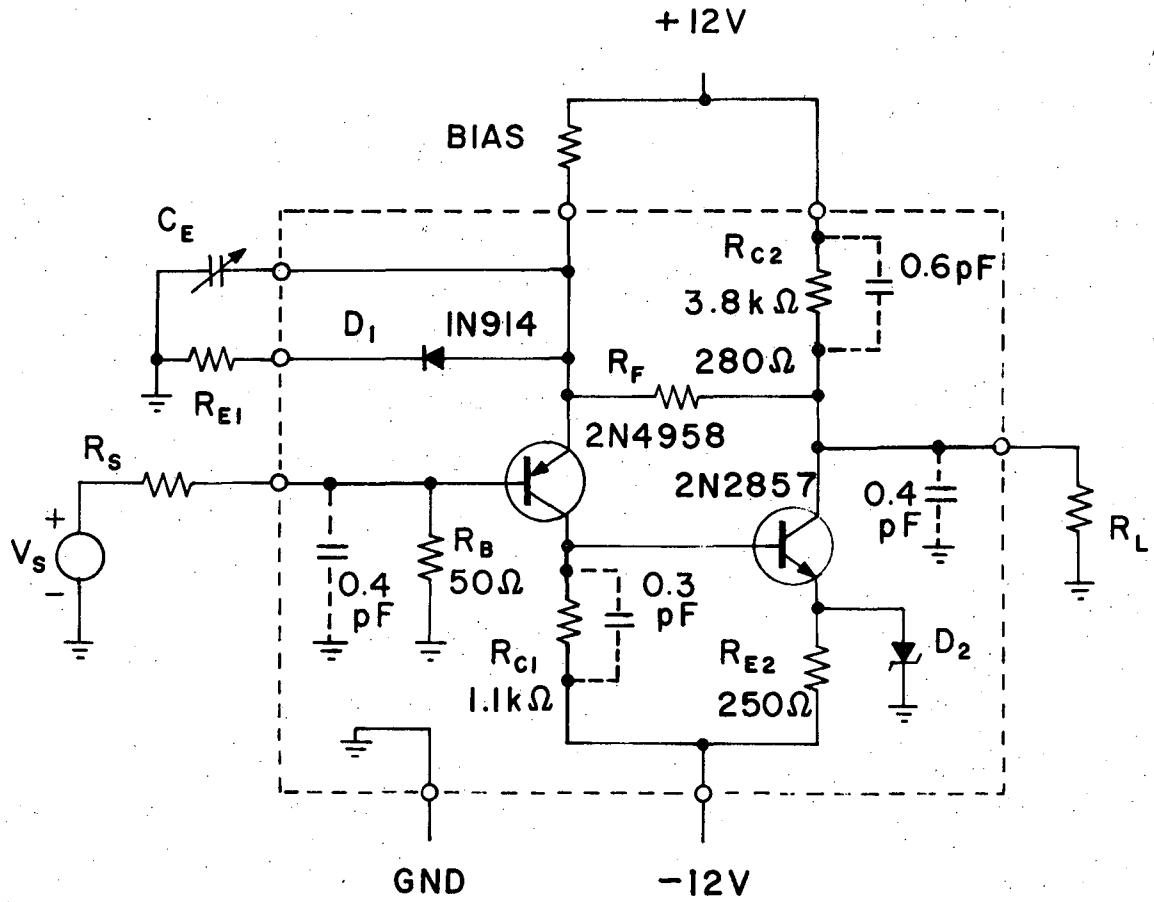 +12V
BIAS
C_E
R_C2
0.6pF
3.8kΩ
D_1
1N914
R_F
280Ω
R_E1
2N4958
R_S
2N2857
0.4
pF
R_L
+
V_S
-
R_B
50Ω
0.4
pF
0.3
pF
R_C1
1.1kΩ
R_E2
250Ω
D_2
GND
-12V